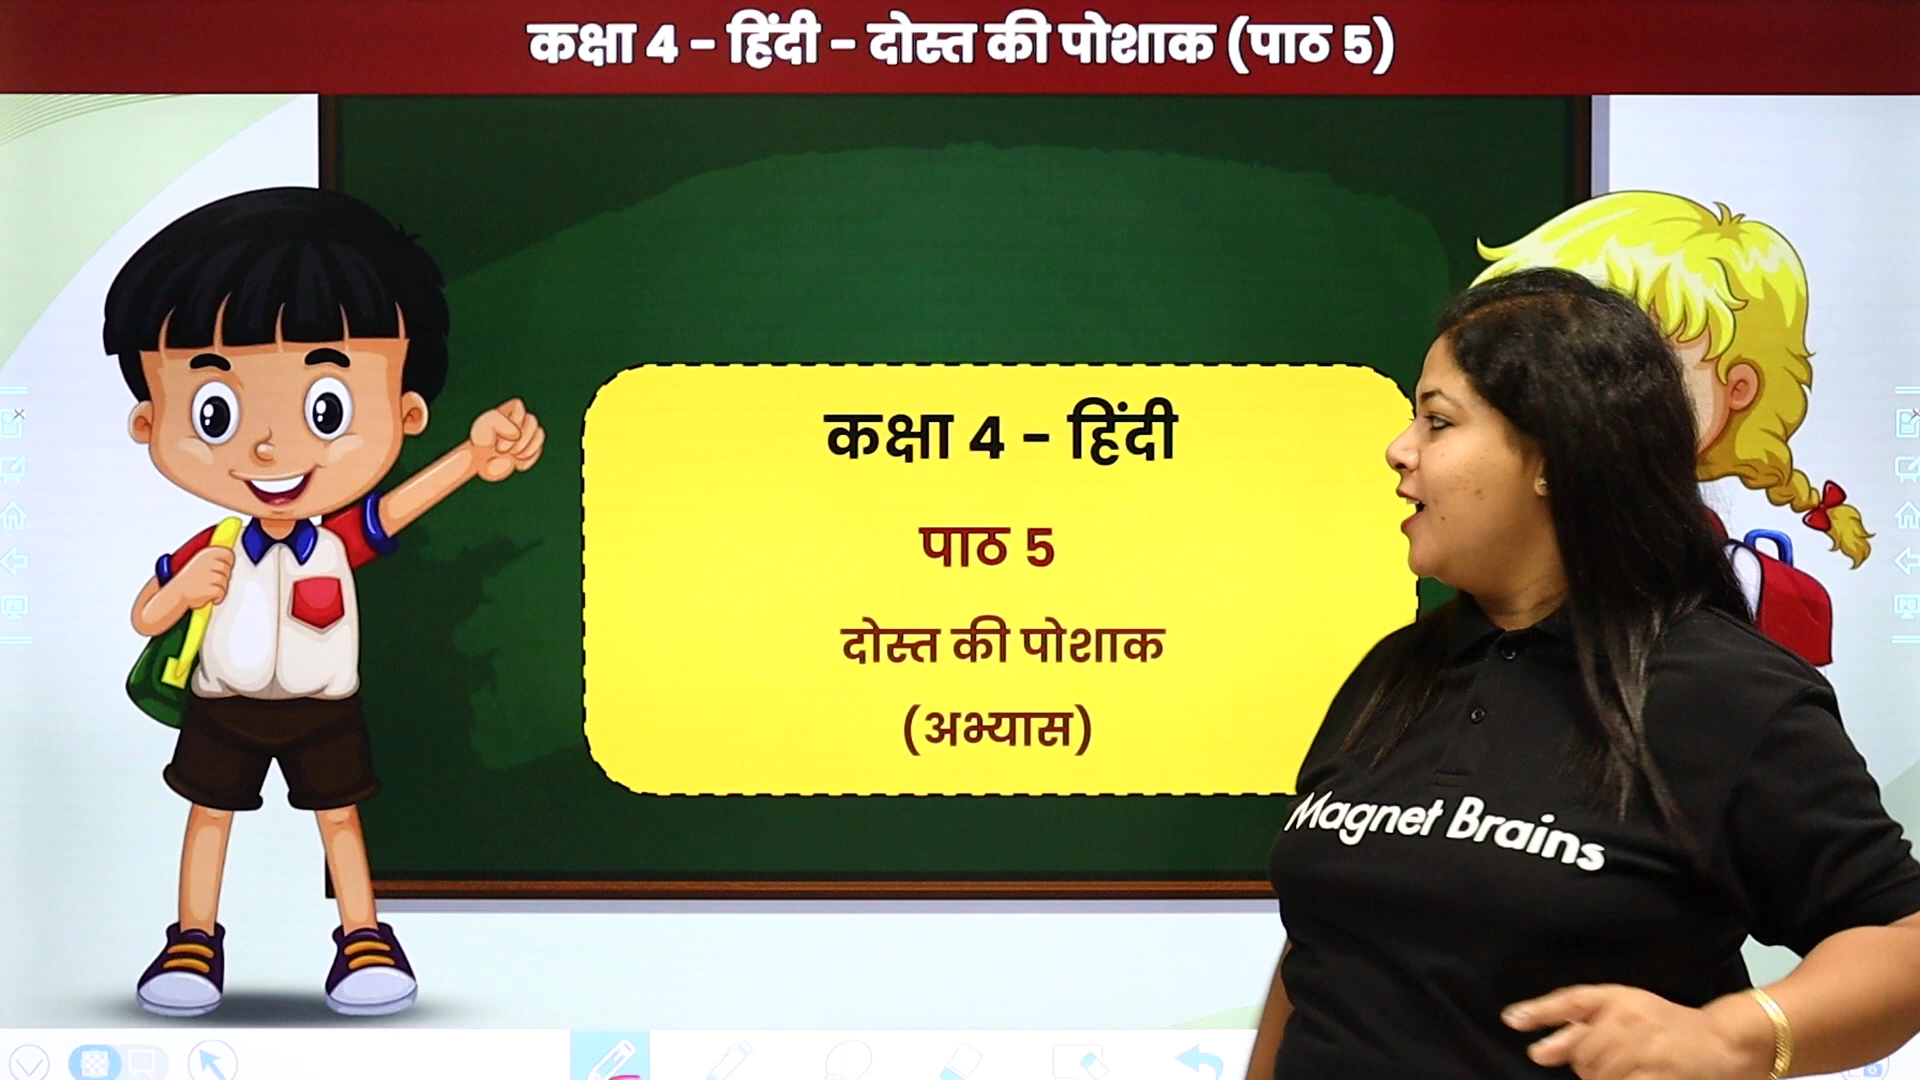 कक्षा 4 - हिंदी - दोस्त की पोशाक (पाठ 5)
कक्षा 4 - हिंदी
पाठ 5
दोस्त की पोशाक
(अभ्यास)
Magnet Brains